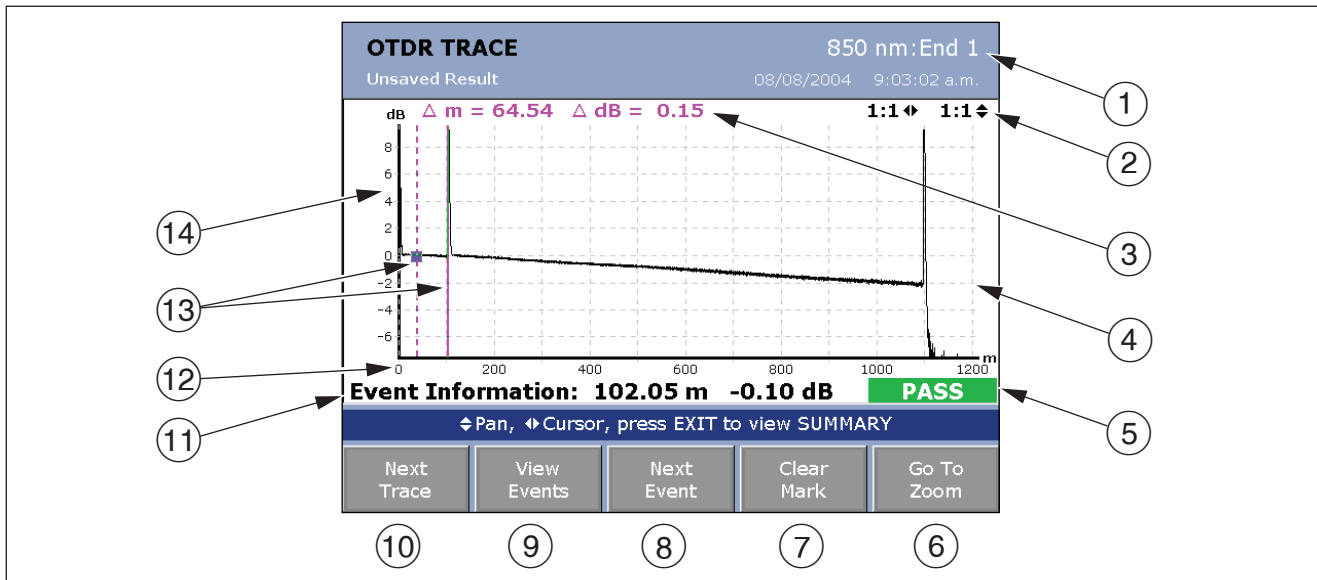 OTDR TRACE 850 nm:End 1
Unsaved Result 08/08/2004 9:03:02 a.m.
dB Δ m = 64.54 Δ dB = 0.15 1:1 1:1
8
6
4
2
0
-2
-4
-6
m
0 200 400 600 800 1000 1200
Event Information: 102.05 m -0.10 dB PASS
Pan, Cursor, press EXIT to view SUMMARY
Next Trace
View Events
Next Event
Clear Mark
Go To Zoom
1
2
3
4
5
6
7
8
9
10
11
12
13
14